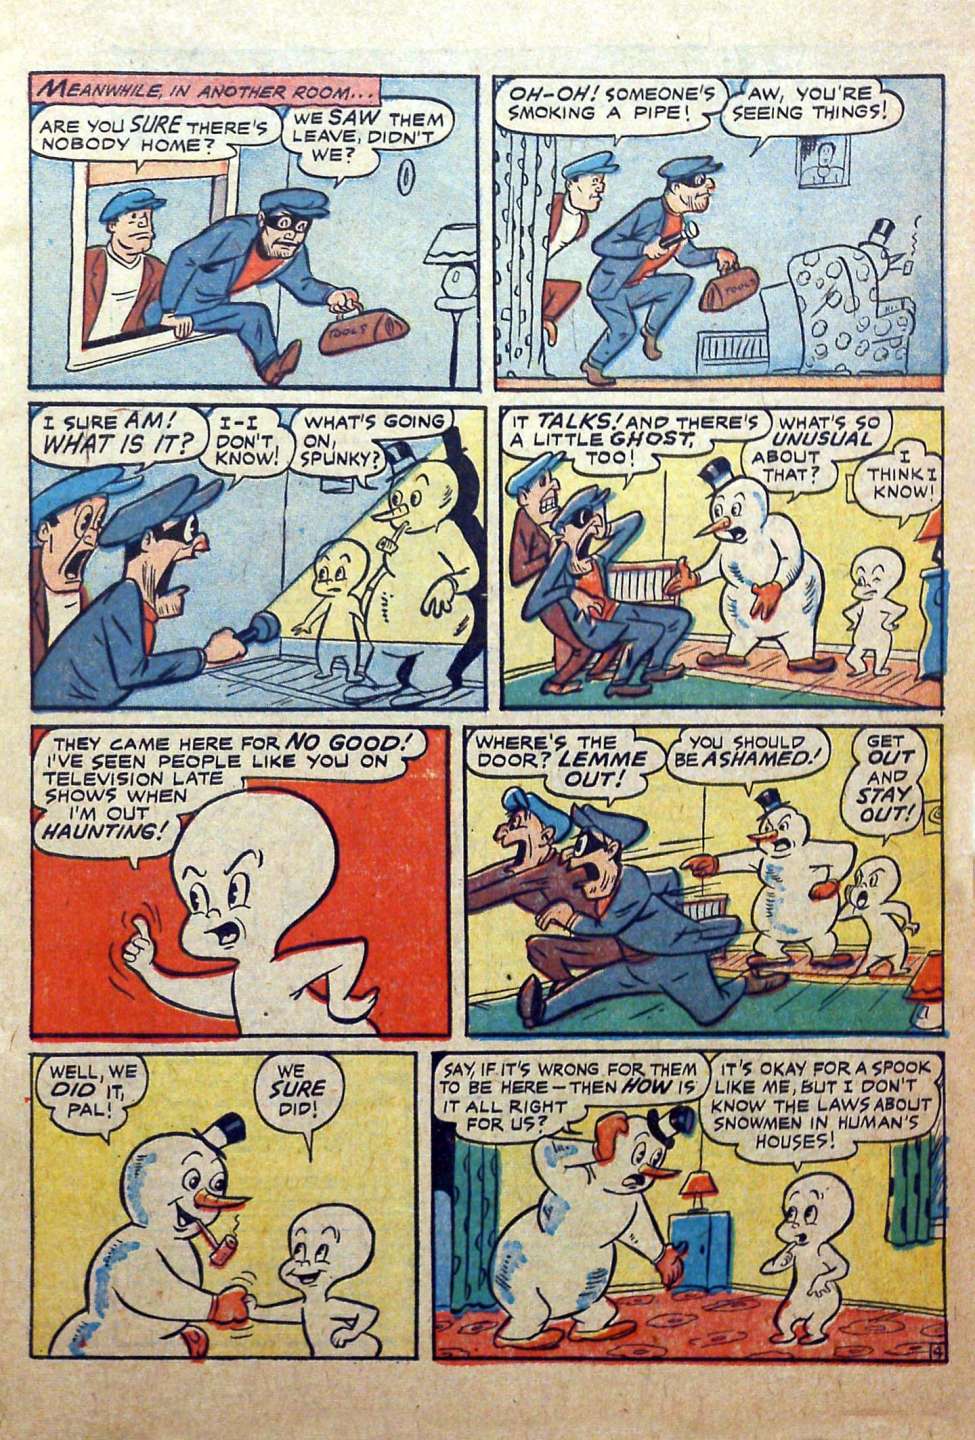 MEANWHILE, IN ANOTHER ROOM...
ARE YOU SURE THERE'S
NOBODY HOME?
WE SAW THEM
LEAVE, DIDN'T
WE?
TOOLS
OH-OH! SOMEONE'S
SMOKING A PIPE!
AW, YOU'RE
SEEING THINGS!
TOOLS
I SURE AM!
WHAT IS IT?
I-I
DON'T
KNOW!
WHAT'S GOING
ON,
SPUNKY?
IT TALKS! AND THERE'S
A LITTLE GHOST,
TOO!
WHAT'S SO
UNUSUAL
ABOUT
THAT?
I
THINK I
KNOW!
THEY CAME HERE FOR NO GOOD!
I'VE SEEN PEOPLE LIKE YOU ON
TELEVISION LATE
SHOWS WHEN
I'M OUT
HAUNTING!
WHERE'S THE
DOOR? LEMME
OUT!
YOU SHOULD
BE ASHAMED!
GET
OUT
AND
STAY
OUT!
WELL, WE
DID IT,
PAL!
WE
SURE
DID!
SAY, IF IT'S WRONG FOR THEM
TO BE HERE—THEN HOW IS
IT ALL RIGHT
FOR US?
IT'S OKAY FOR A SPOOK
LIKE ME, BUT I DON'T
KNOW THE LAWS ABOUT
SNOWMEN IN HUMAN'S
HOUSES!
4